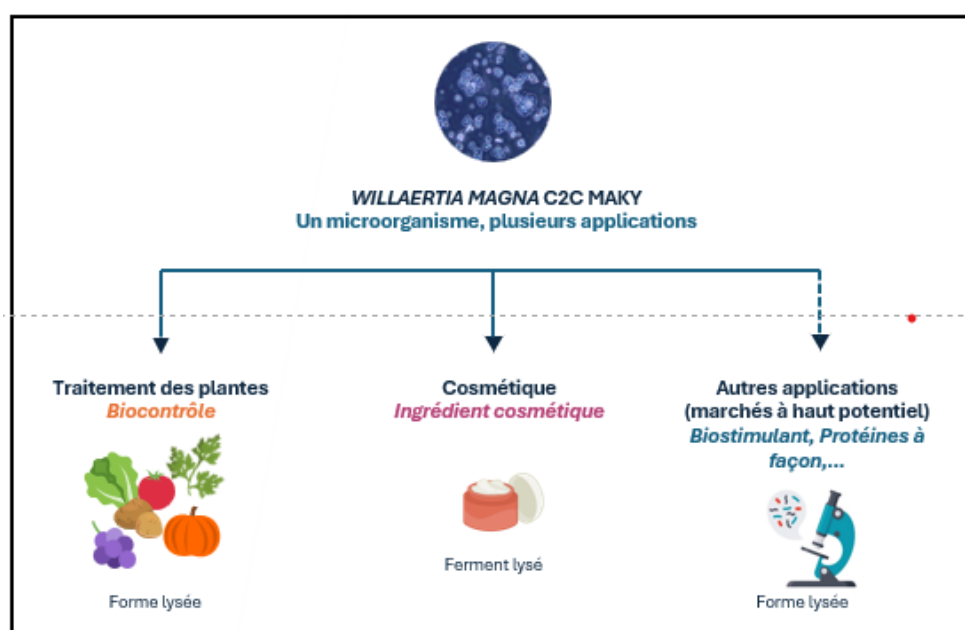 WILLAERTIA MAGNA C2C MAKY
Un microorganisme, plusieurs applications
Traitement des plantes
Biocontrôle
Forme lysée
Cosmétique
Ingrédient cosmétique
Ferment lysé
Autres applications
(marchés à haut potentiel)
Biostimulant, Protéines à
façon,...
Forme lysée